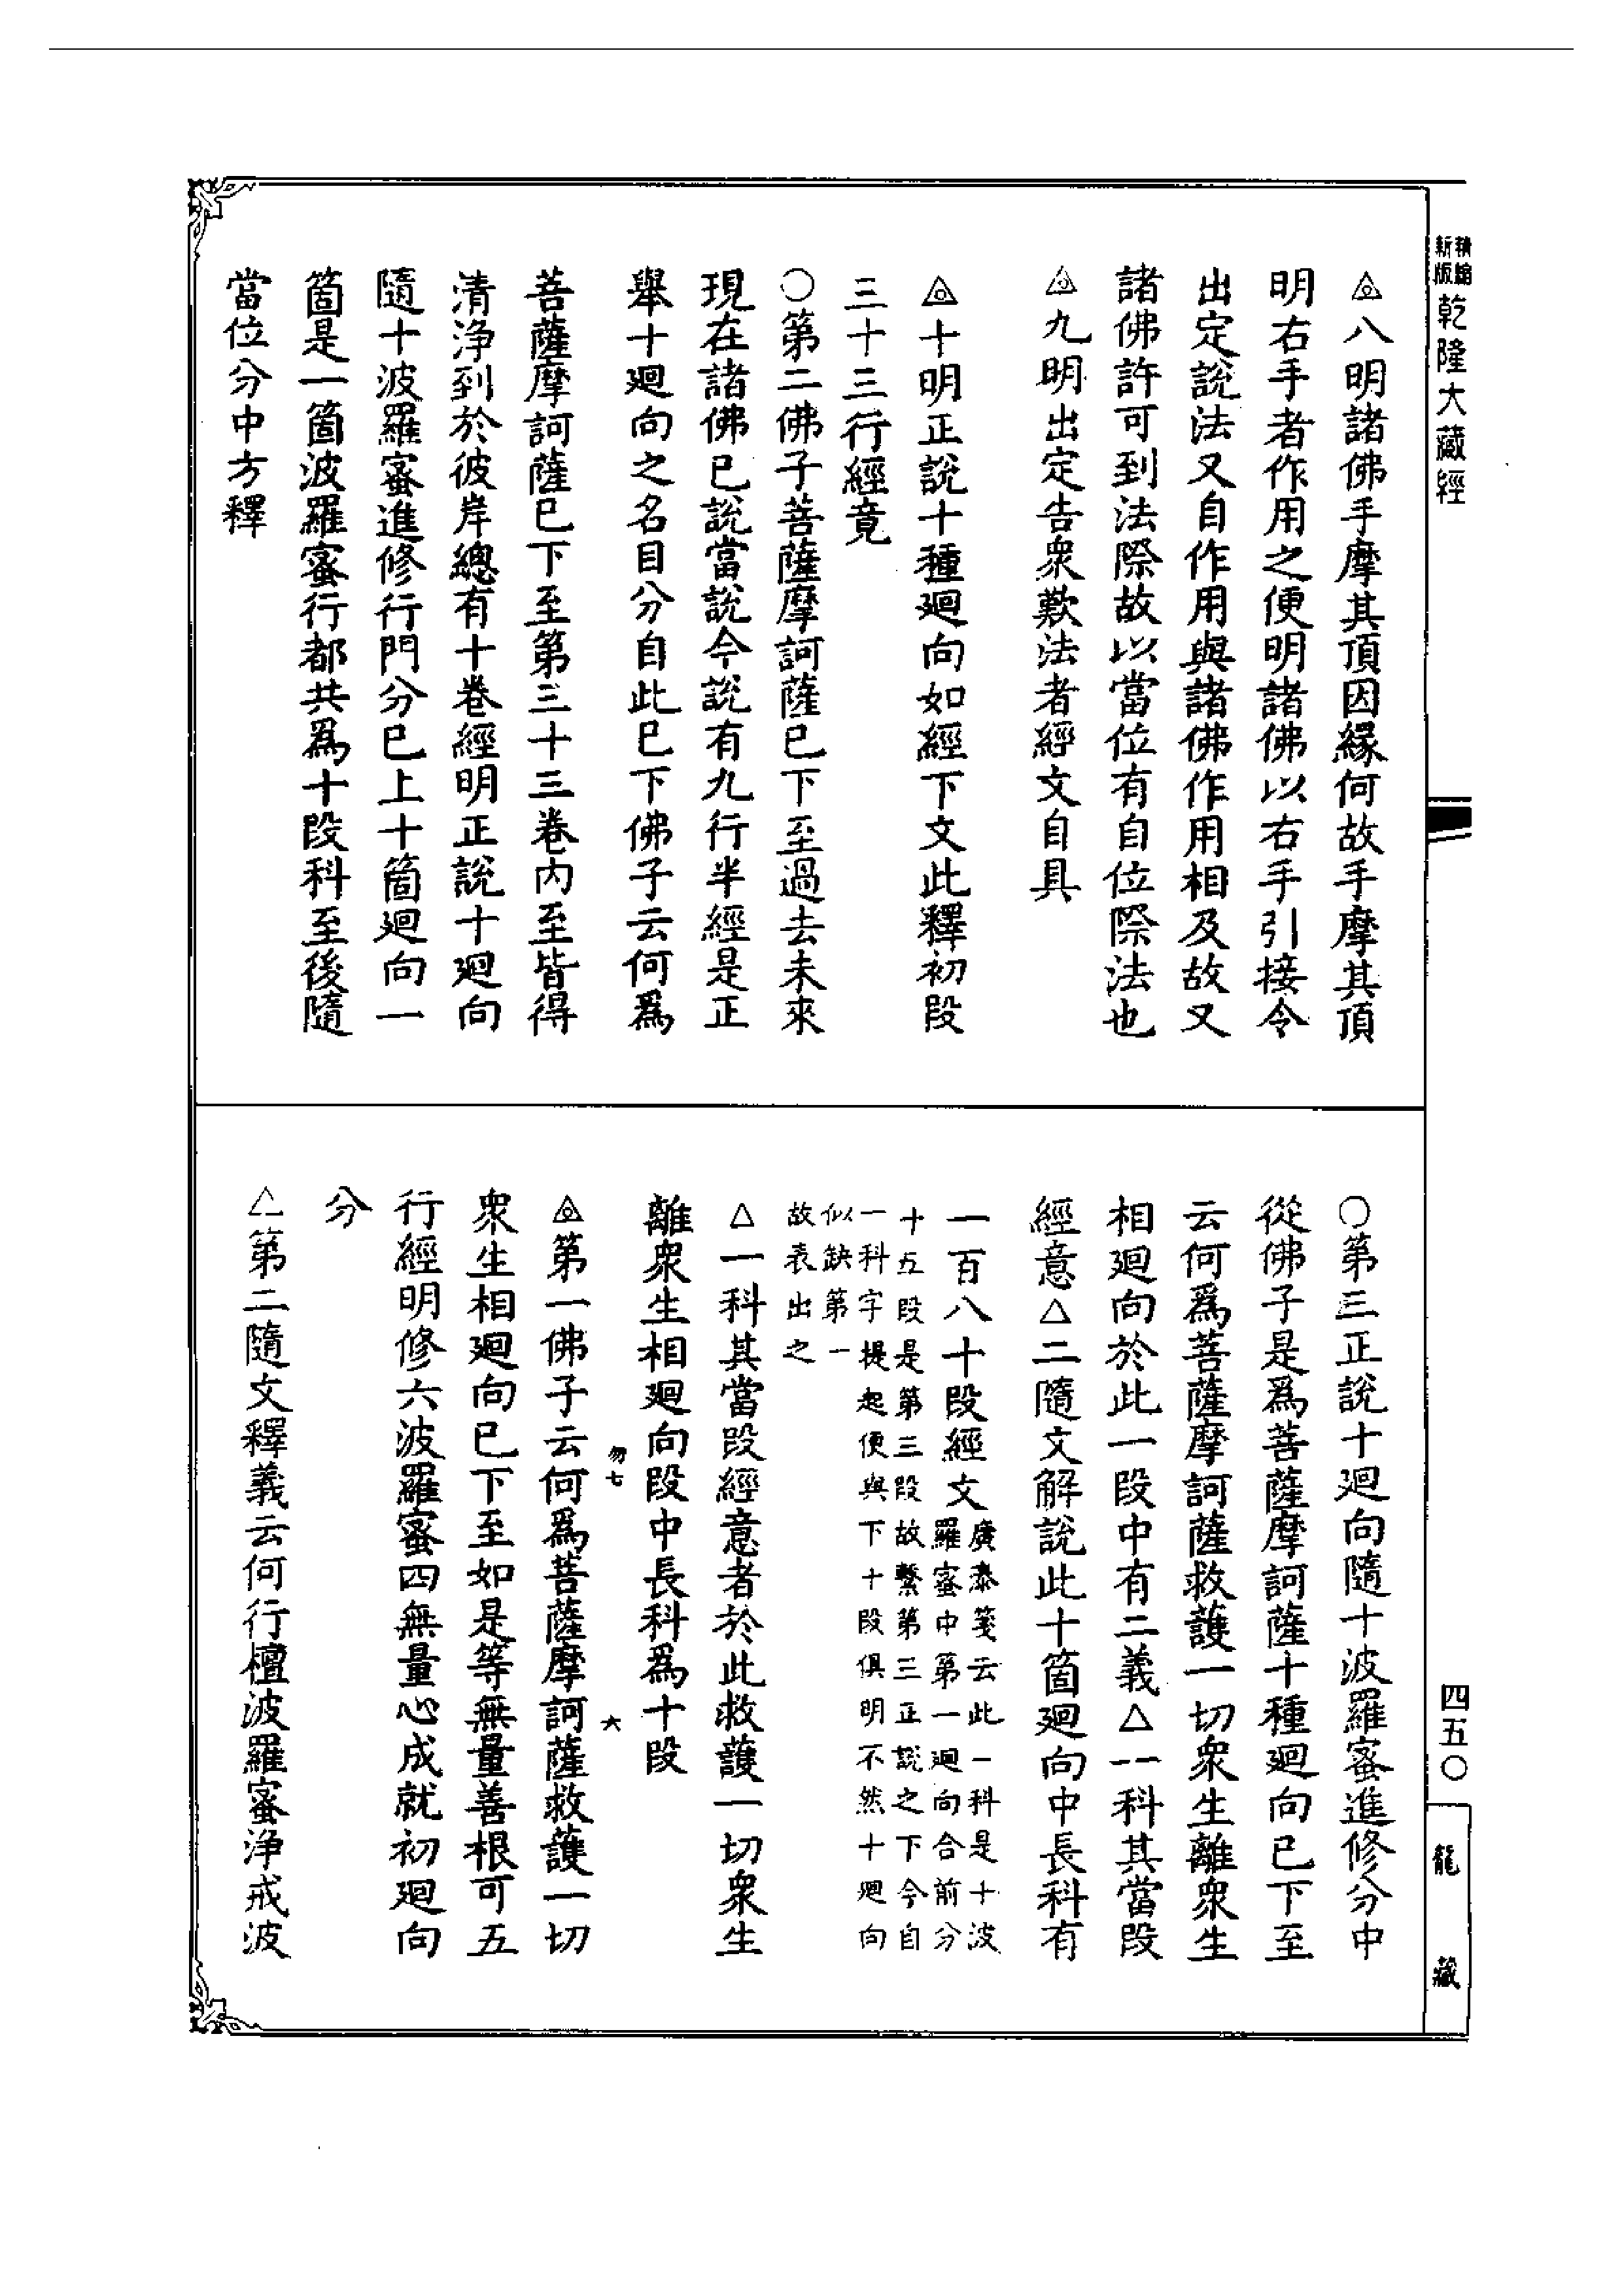 新版精縮乾隆大藏經
△八明諸佛手摩其頂因緣何故手摩其頂
明右手者作用之便明諸佛以右手引接令
出定說法又自作用與諸佛作用相及故又
諸佛許可到法際故以當位有自位際法也
△九明出定告衆歎法者經文自具
△十明正說十種廻向如經下文此釋初段
三十三行經竟
○第二佛子菩薩摩訶薩巳下至過去未來
現在諸佛巳說當說今說有九行半經是正
舉十廻向之名目分自此巳下佛子云何爲
菩薩摩訶薩巳下至第三十三卷內至皆得
清淨到於彼岸總有十卷經明正說十廻向
隨十波羅蜜進修行門分巳上十箇廻向一
箇是一箇波羅蜜行都共爲十段科至後隨
當位分中方釋
○第三正說十廻向隨十波羅蜜進修分中
從佛子是爲菩薩摩訶薩十種廻向巳下至
云何爲菩薩摩訶薩救護一切衆生離衆生
相廻向於此一段中有二義△一科其當段
經意△二隨文解說此十箇廻向中長科有
一百八十段經文廣泰箋云此一科是十波
羅蜜中第一廻向合前分
十五段是第三段故繫第三正說之下今自
一科字提起便與下十段俱明不然十廻向
似缺第一
故表出之
△一科其當段經意者於此救護一切衆生
離衆生相廻向段中長科爲十段
勿七
六
△第一佛子云何爲菩薩摩訶薩救護一切
衆生相廻向巳下至如是等無量善根可五
行經明修六波羅蜜四無量心成就初廻向
分
△第二隨文釋義云何行檀波羅蜜淨戒波
四五○
龍藏